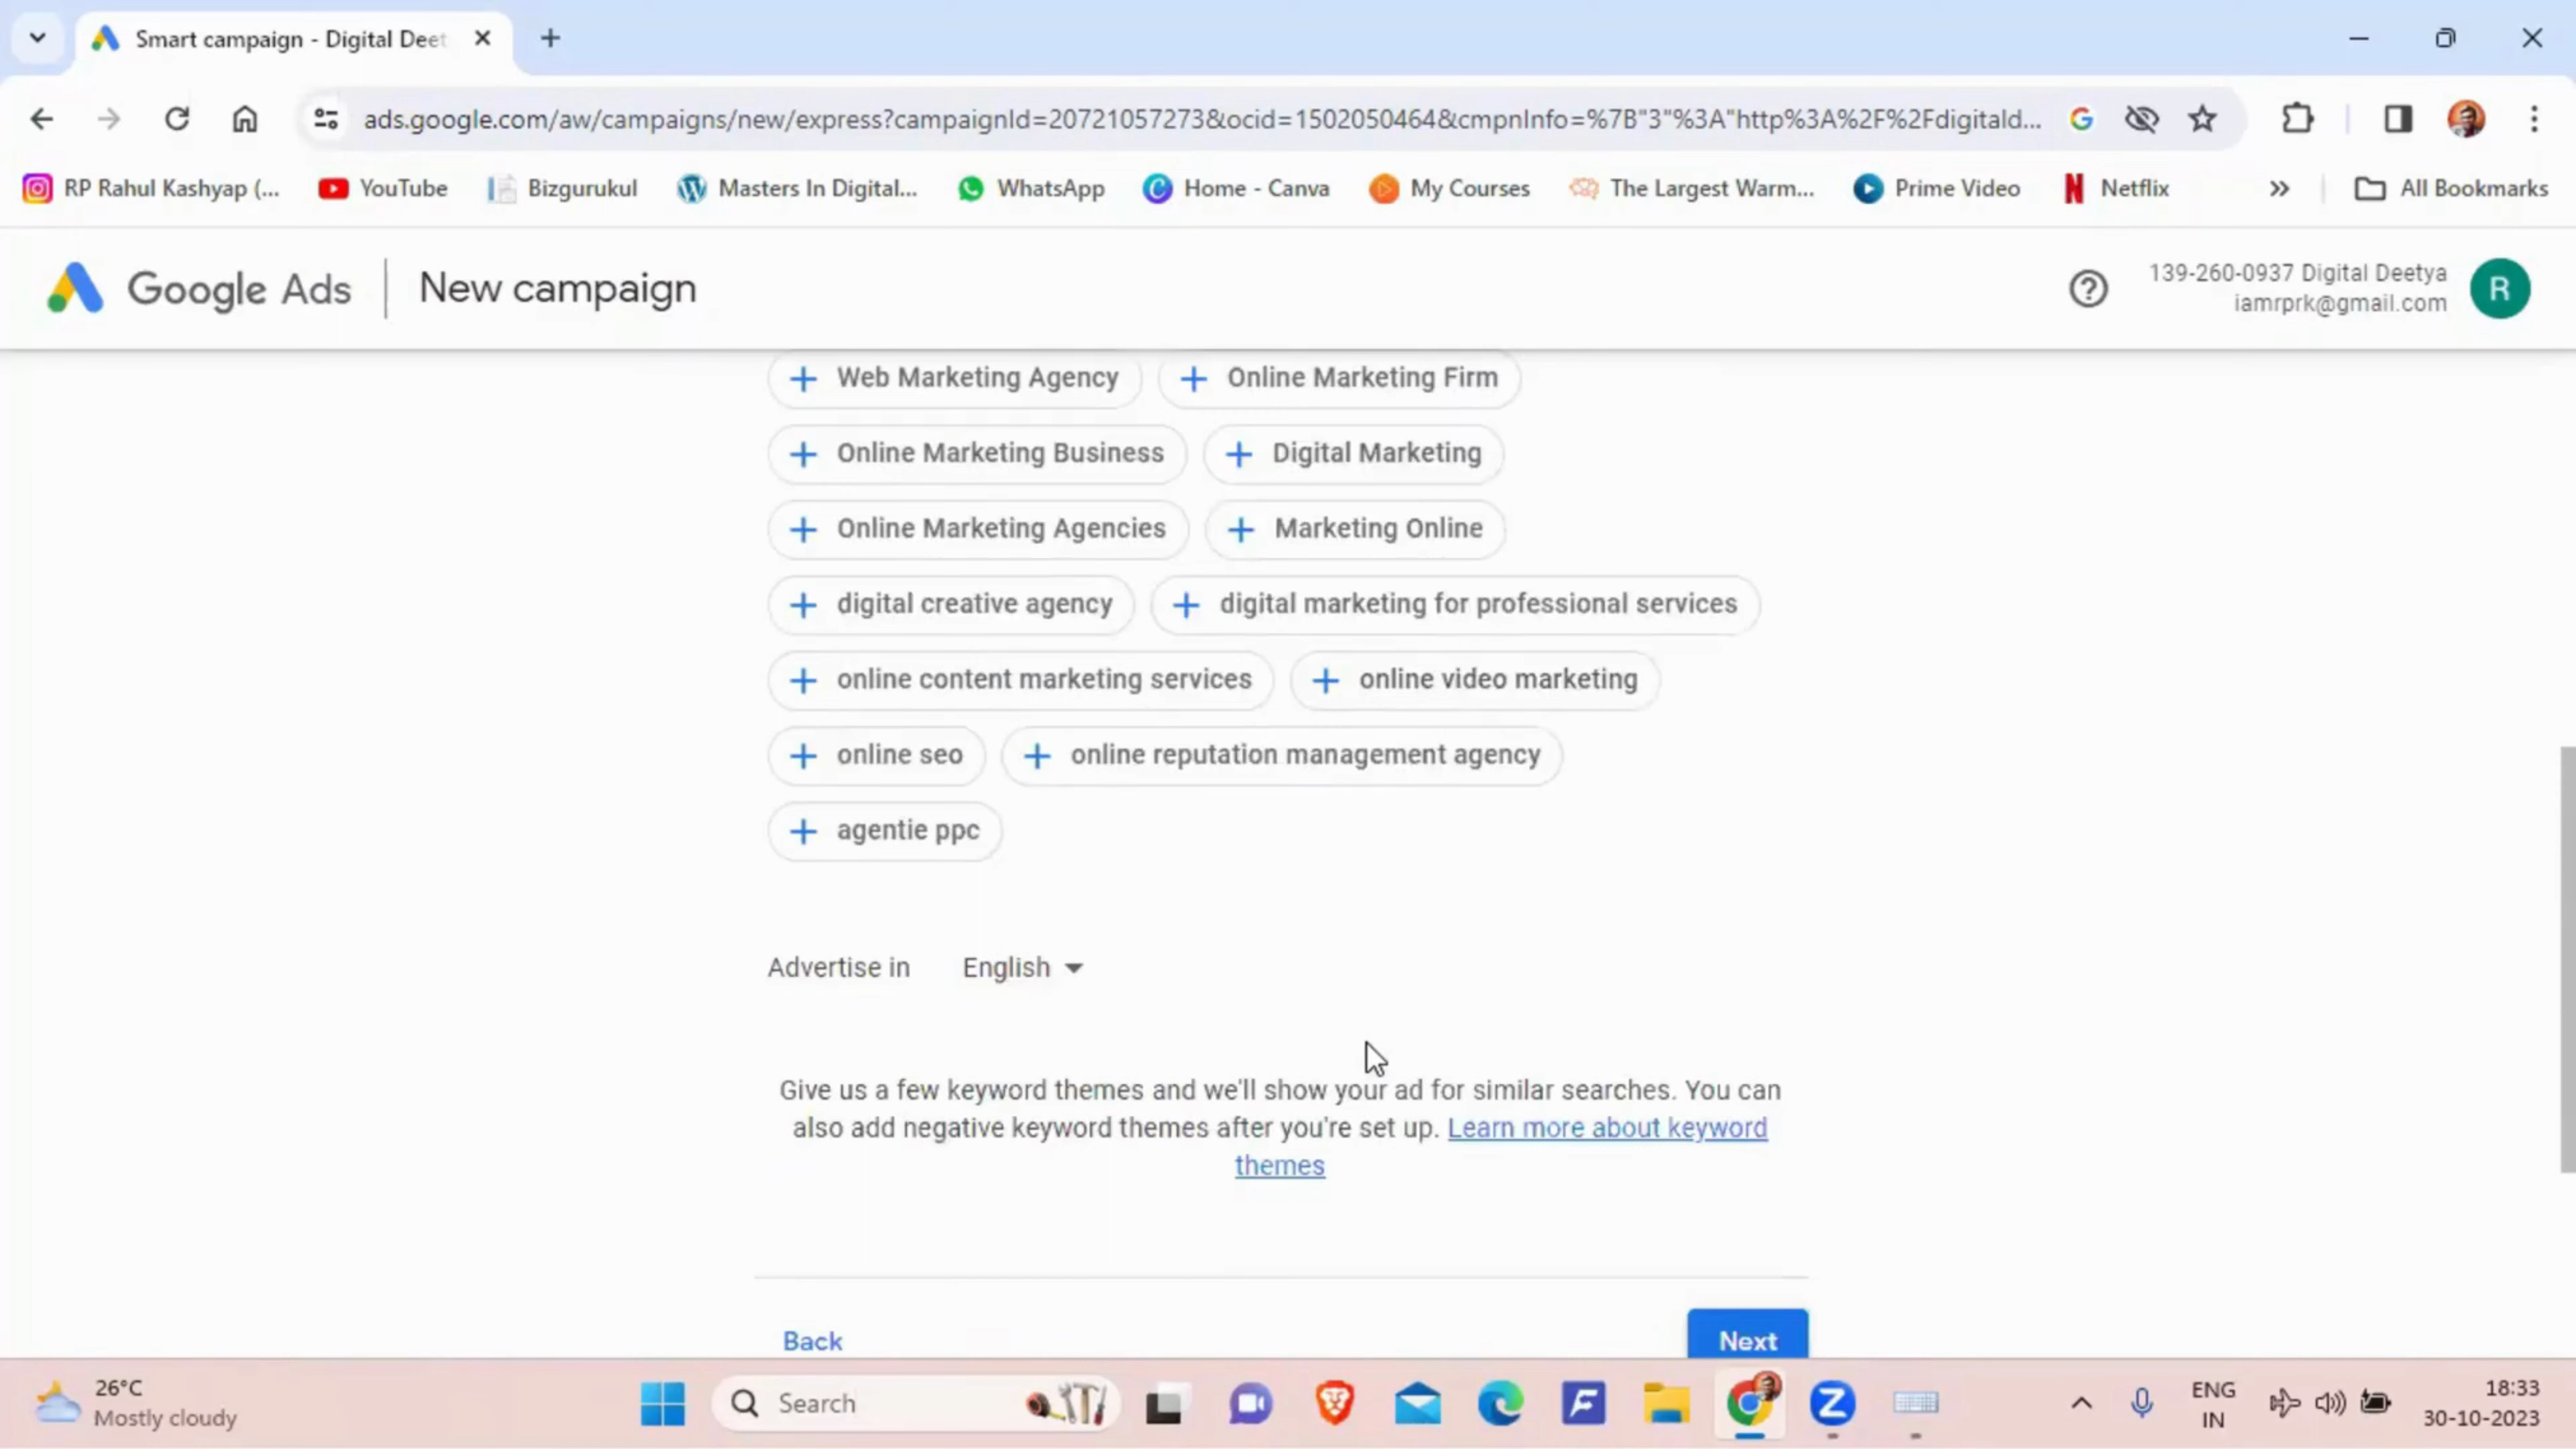 Smart campaign - Digital Deet
ads.google.com/aw/campaigns/new/express?campaignId=20721057273&ocid=1502050464&cmpnInfo=%7B"3"%3A"http%3A%2F%2Fdigitald...
RP Rahul Kashyap (... YouTube Bizgurukul Masters In Digital... WhatsApp Home - Canva My Courses The Largest Warm... Prime Video Netflix » All Bookmarks
Google Ads New campaign
139-260-0937 Digital Deetya
iamrprk@gmail.com
R
+ Web Marketing Agency + Online Marketing Firm
+ Online Marketing Business + Digital Marketing
+ Online Marketing Agencies + Marketing Online
+ digital creative agency + digital marketing for professional services
+ online content marketing services + online video marketing
+ online seo + online reputation management agency
+ agentie ppc
Advertise in English
Give us a few keyword themes and we'll show your ad for similar searches. You can
also add negative keyword themes after you're set up. Learn more about keyword
themes
Back Next
26°C
Mostly cloudy
Search
ENG
IN
18:33
30-10-2023